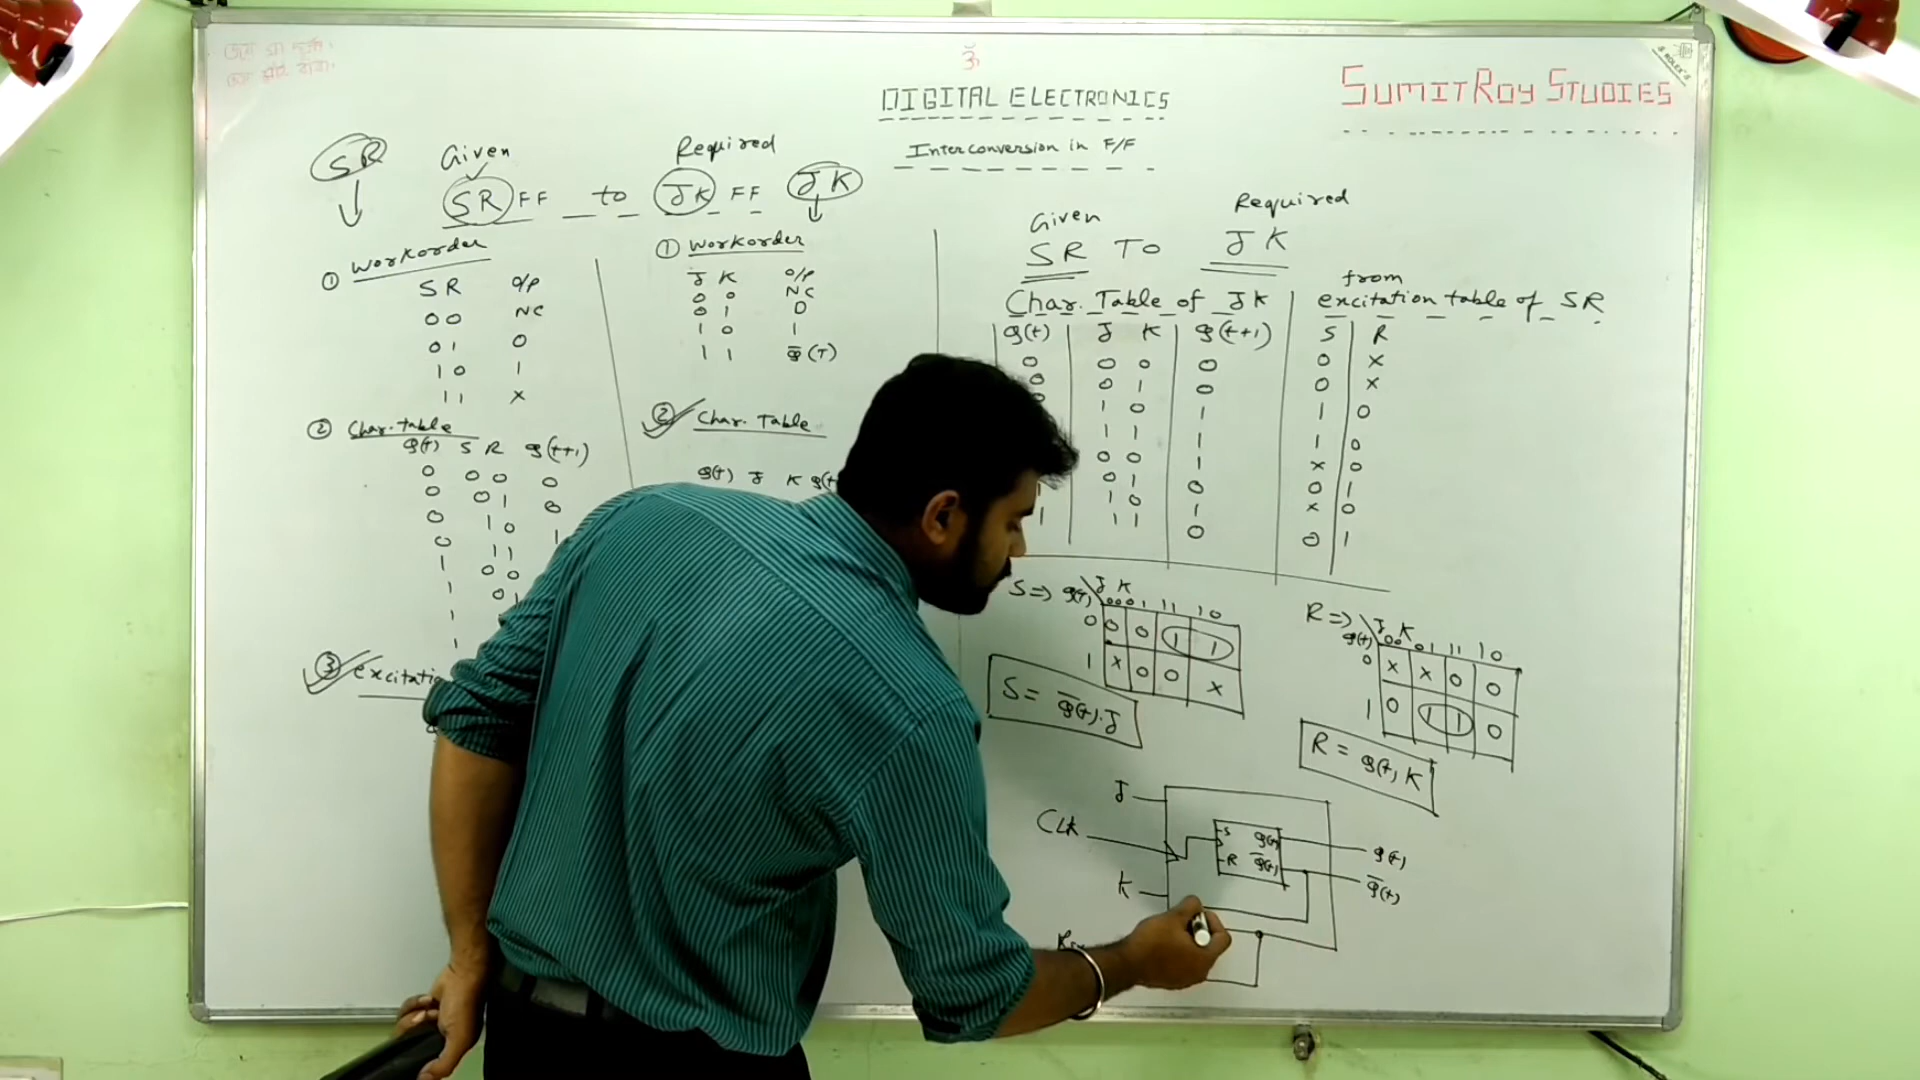 জয় মা দুর্গা।
ॐ
DIGITAL ELECTRONICS
Interconversion in F/F
SUMITROY STUDIES
SR
Given
Required
SR FF to JK FF
JK
① Workorder
S R O/P
0 0 NC
0 1 0
1 0 1
1 1 X
② Char. table
Q(t) S R Q(t+1)
0 0 0 0
0 0 1 0
0 1 0 1
0 1 1
1 0 0
1 0
1
1
③ excitatio
① Workorder
J K O/P
0 0 NC
0 1 0
1 0 1
1 1 Q̅(T)
② Char. Table
Q(t) J K Q(t+
Given
Required
SR TO JK
Char. Table of JK
from
excitation table of SR
Q(t) J K Q(t+1) S R
0 0 0 0 0 X
0 0 1 0 0 X
0 1 0 1 1 0
1 1 1 1 0
0 0 1 X 0
1 0 1 0 0 1
1 0 1 X 0
1 1 1 0 0 1
S ⇒ Q(t) J K
00 01 11 10
0 0 0 1 1
1 X 0 0 X
S = Q̅(t).J
R ⇒ Q(t) J K
00 01 11 10
0 X X 0 0
1 0 1 1 0
R = Q(t) K
J
CLK
K
S Q(t)
R Q̅(t)
Q(t)
Q̅(t)